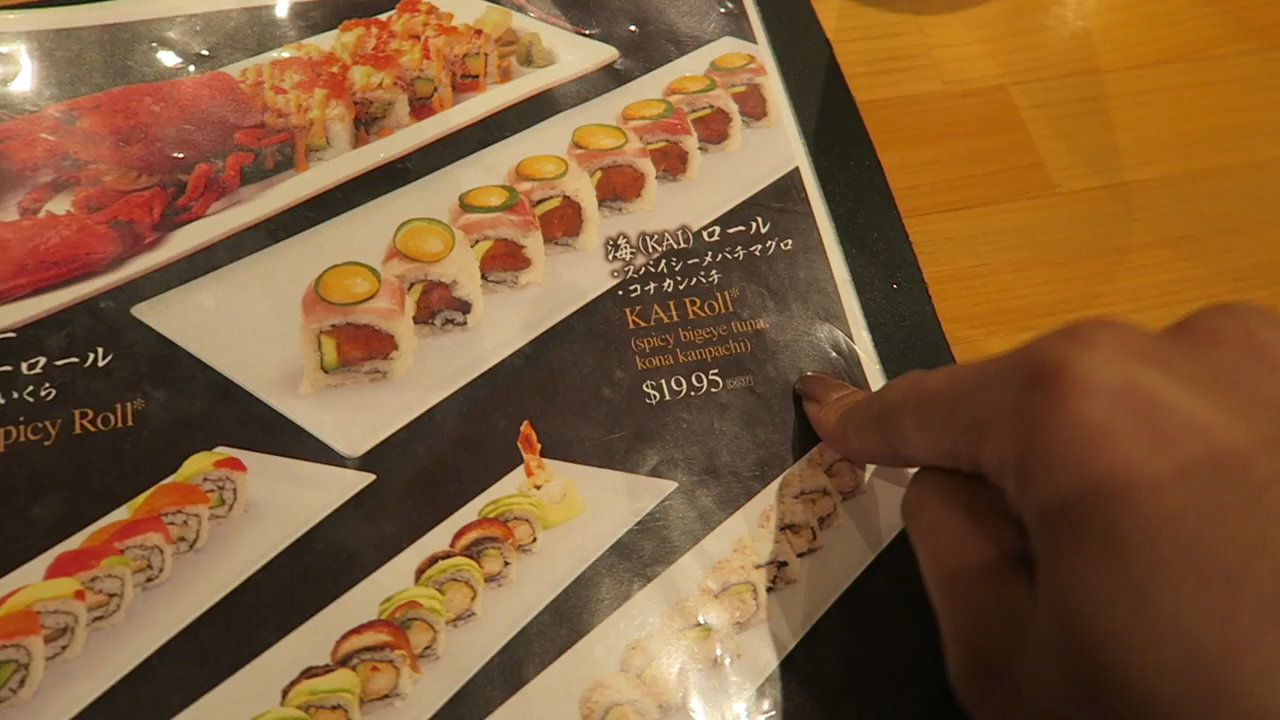 海(KAI) ロール
・スパイシーメバチマグロ
・コナカンパチ
KAI Roll*
(spicy bigeye tuna,
kona kanpachi)
$19.95
ーロール
いくら
picy Roll*